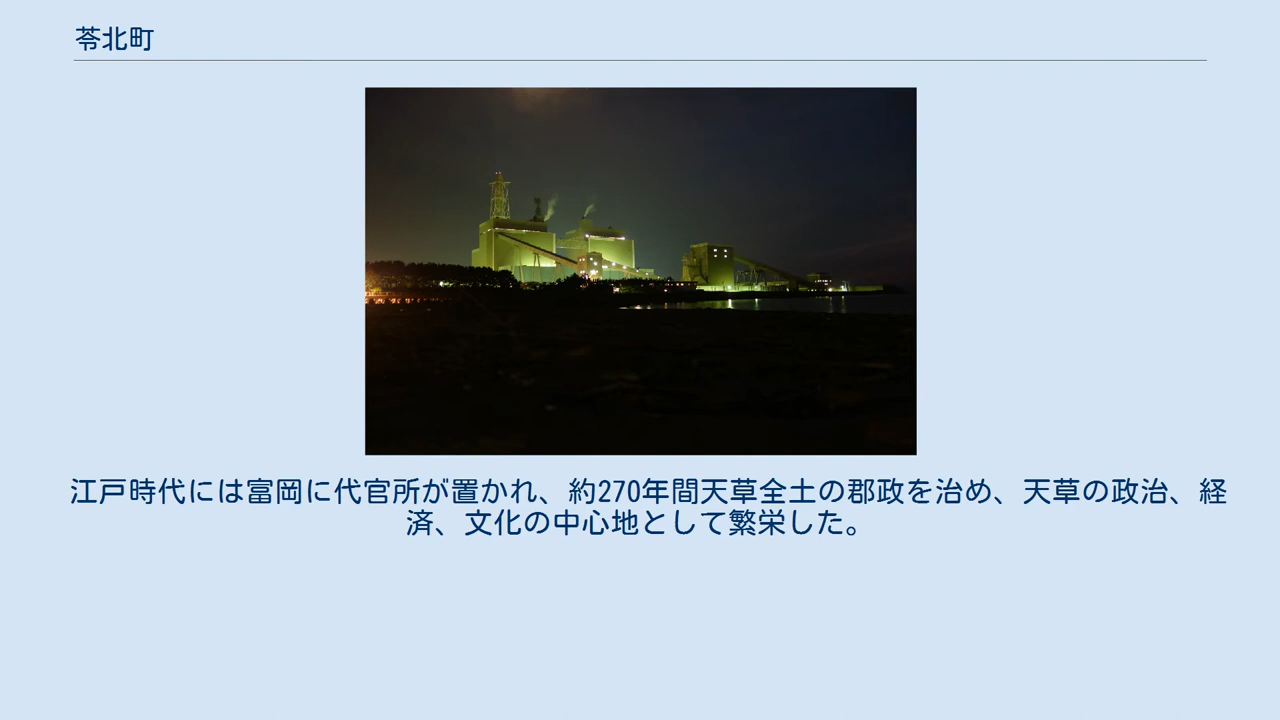 苓北町
江戸時代には富岡に代官所が置かれ、約270年間天草全土の郡政を治め、天草の政治、経
済、文化の中心地として繁栄した。